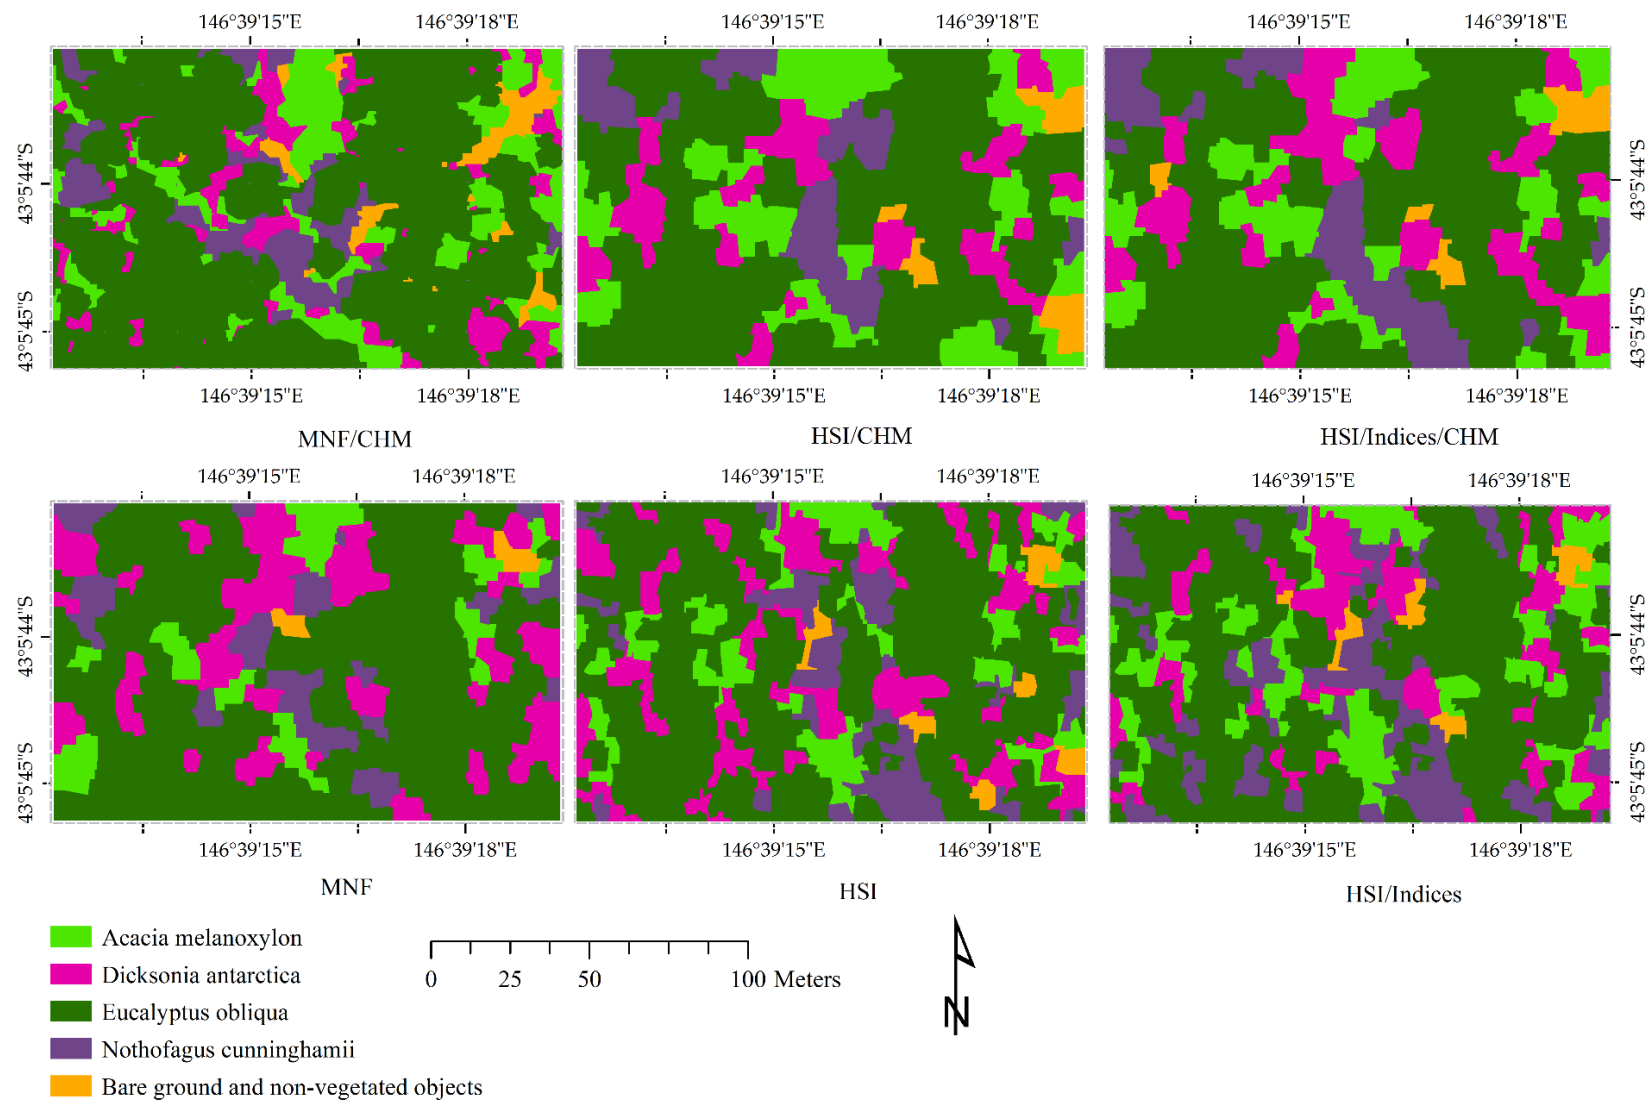 146°39'15"E 146°39'18"E 146°39'15"E 146°39'18"E 146°39'15"E 146°39'18"E
43°5'44"S 43°5'44"S
43°5'45"S 43°5'45"S
146°39'15"E 146°39'18"E 146°39'15"E 146°39'18"E 146°39'15"E 146°39'18"E
MNF/CHM HSI/CHM HSI/Indices/CHM
146°39'15"E 146°39'18"E 146°39'15"E 146°39'18"E 146°39'15"E 146°39'18"E
43°5'44"S 43°5'44"S
43°5'45"S 43°5'45"S
146°39'15"E 146°39'18"E 146°39'15"E 146°39'18"E 146°39'15"E 146°39'18"E
MNF HSI HSI/Indices
Acacia melanoxylon
Dicksonia antarctica
Eucalyptus obliqua
Nothofagus cunninghamii
Bare ground and non-vegetated objects
0 25 50 100 Meters
N